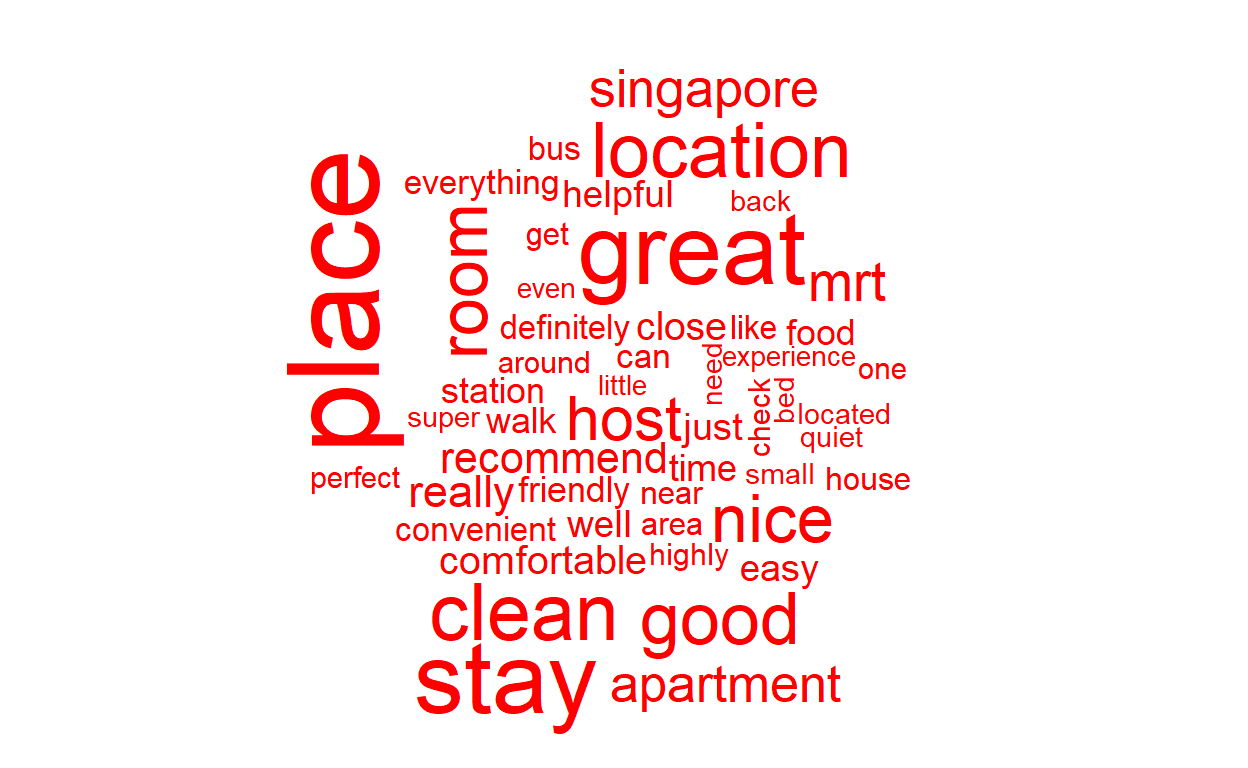 singapore
bus
location
everything
helpful
back
place
room
get
great
mrt
even
definitely
close
like
food
around
can
need
experience
one
station
little
check
bed
located
super
walk
host
just
quiet
recommend
time
small
house
perfect
really
friendly
near
nice
convenient
well
area
comfortable
highly
easy
clean
good
stay
apartment